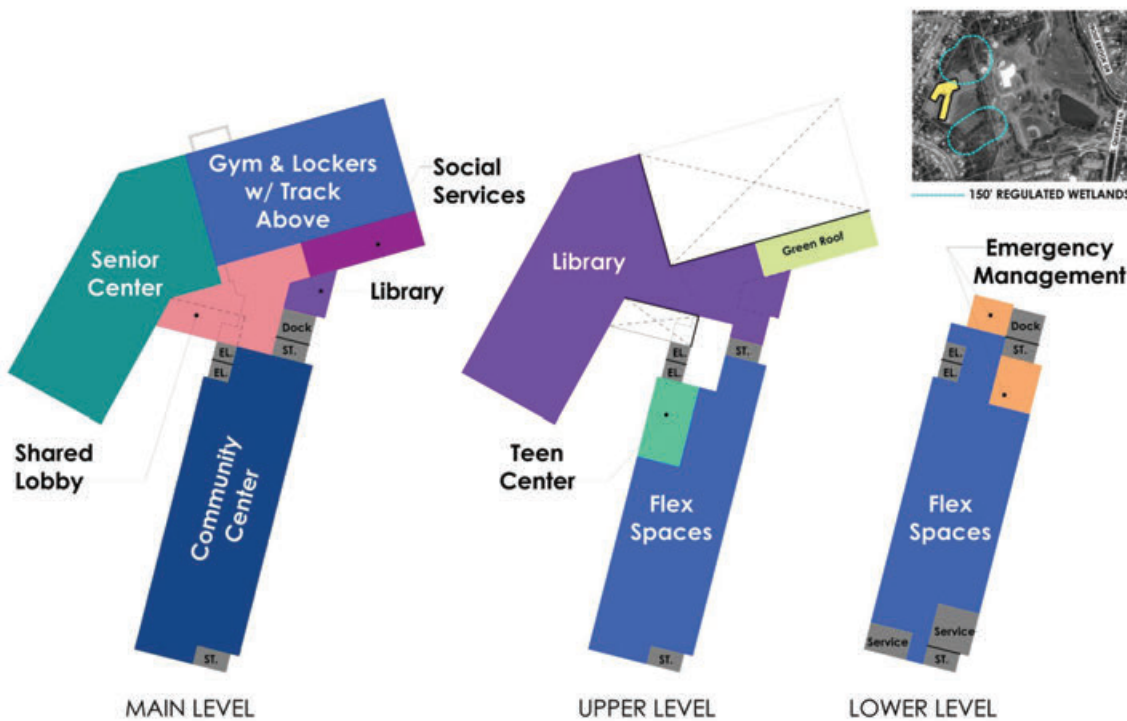 150' REGULATED WETLANDS
Gym & Lockers
w/ Track
Above
Social
Services
Senior
Center
Library
Dock
ST.
EL.
EL.
Shared
Lobby
Community
Center
ST.
MAIN LEVEL
Library
Green Roof
EL.
EL.
ST.
Teen
Center
Flex
Spaces
ST.
UPPER LEVEL
Emergency
Management
Dock
ST.
EL.
EL.
Flex
Spaces
Service
Service
ST.
LOWER LEVEL